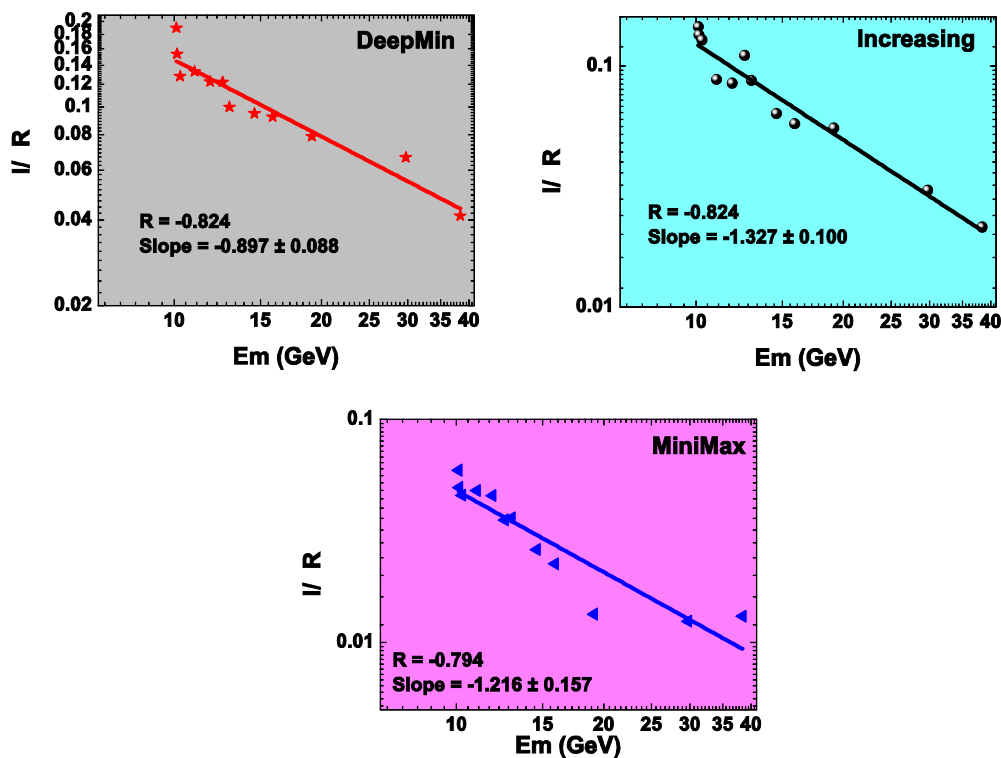 DeepMin
0.2
0.18
0.16
0.14
0.12
0.1
0.08
0.06
0.04
0.02
I/ R
R = -0.824
Slope = -0.897 ± 0.088
10 15 20 25 30 35 40
Em (GeV)
Increasing
0.1
0.01
I/ R
R = -0.824
Slope = -1.327 ± 0.100
10 15 20 25 30 35 40
Em (GeV)
MiniMax
0.1
0.01
I/ R
R = -0.794
Slope = -1.216 ± 0.157
10 15 20 25 30 35 40
Em (GeV)